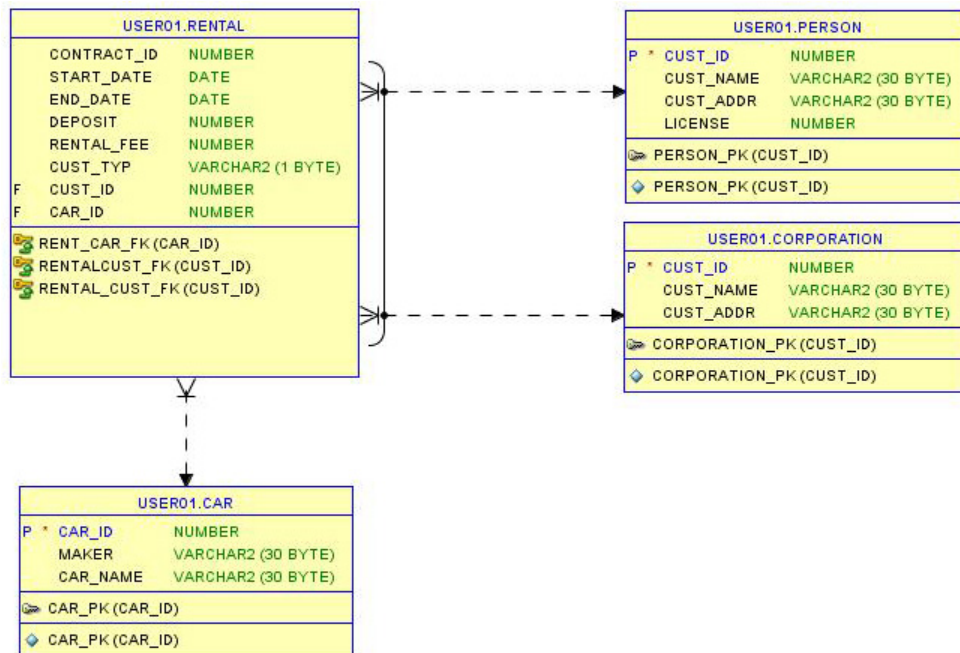 USER01.RENTAL
CONTRACT_ID NUMBER
START_DATE DATE
END_DATE DATE
DEPOSIT NUMBER
RENTAL_FEE NUMBER
CUST_TYP VARCHAR2 (1 BYTE)
F CUST_ID NUMBER
F CAR_ID NUMBER
RENT_CAR_FK (CAR_ID)
RENTALCUST_FK (CUST_ID)
RENTAL_CUST_FK (CUST_ID)
USER01.PERSON
P * CUST_ID NUMBER
CUST_NAME VARCHAR2 (30 BYTE)
CUST_ADDR VARCHAR2 (30 BYTE)
LICENSE NUMBER
PERSON_PK (CUST_ID)
PERSON_PK (CUST_ID)
USER01.CORPORATION
P * CUST_ID NUMBER
CUST_NAME VARCHAR2 (30 BYTE)
CUST_ADDR VARCHAR2 (30 BYTE)
CORPORATION_PK (CUST_ID)
CORPORATION_PK (CUST_ID)
USER01.CAR
P * CAR_ID NUMBER
MAKER VARCHAR2 (30 BYTE)
CAR_NAME VARCHAR2 (30 BYTE)
CAR_PK (CAR_ID)
CAR_PK (CAR_ID)